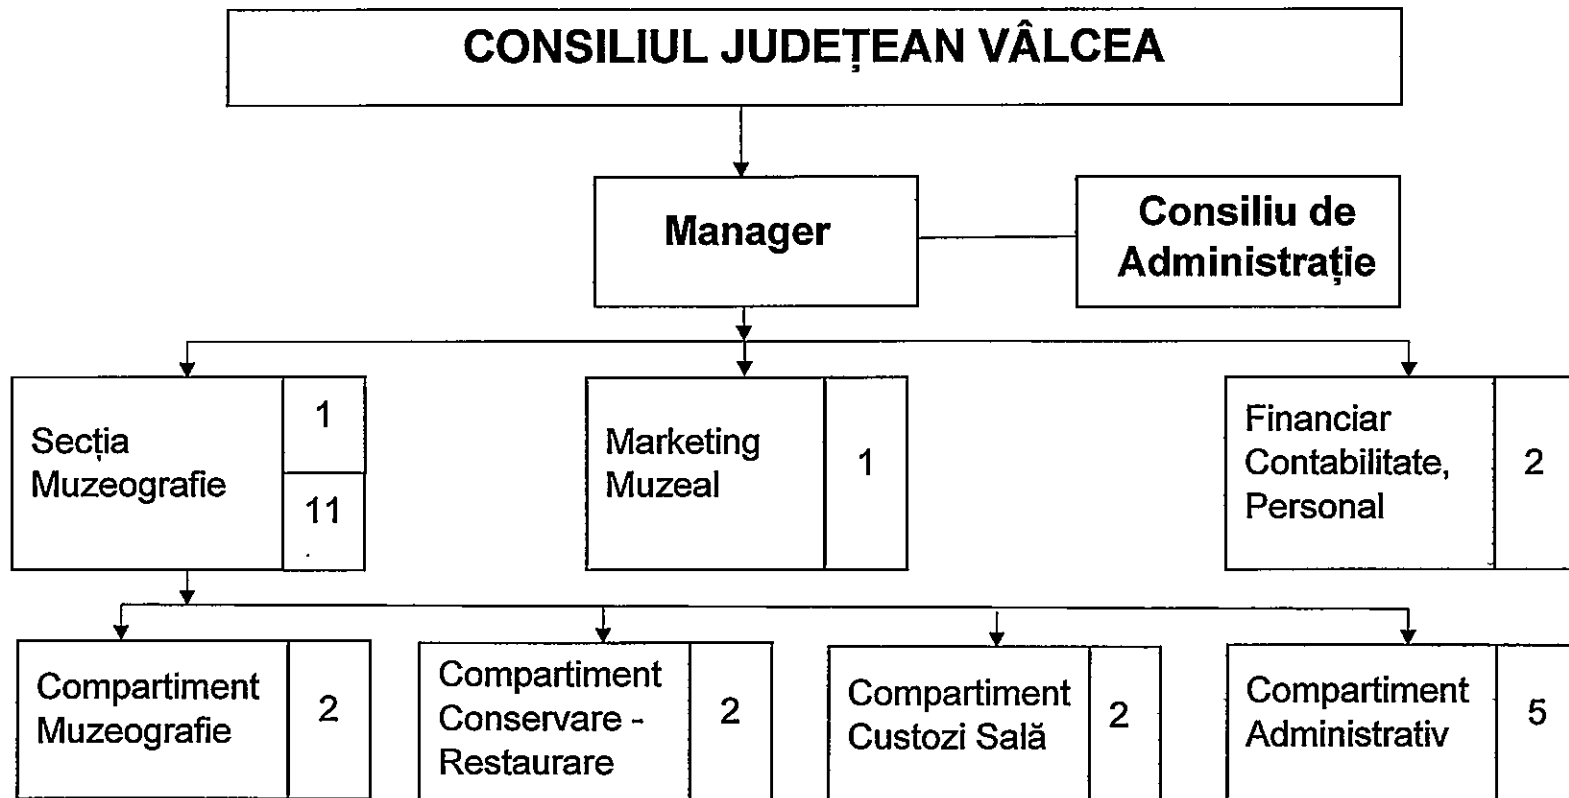 CONSILIUL JUDEȚEAN VÂLCEA
Manager
Consiliu de
Administrație
Secția
Muzeografie
1
11
Marketing
Muzeal
1
Financiar
Contabilitate,
Personal
2
Compartiment
Muzeografie
2
Compartiment
Conservare -
Restaurare
2
Compartiment
Custozi Sală
2
Compartiment
Administrativ
5